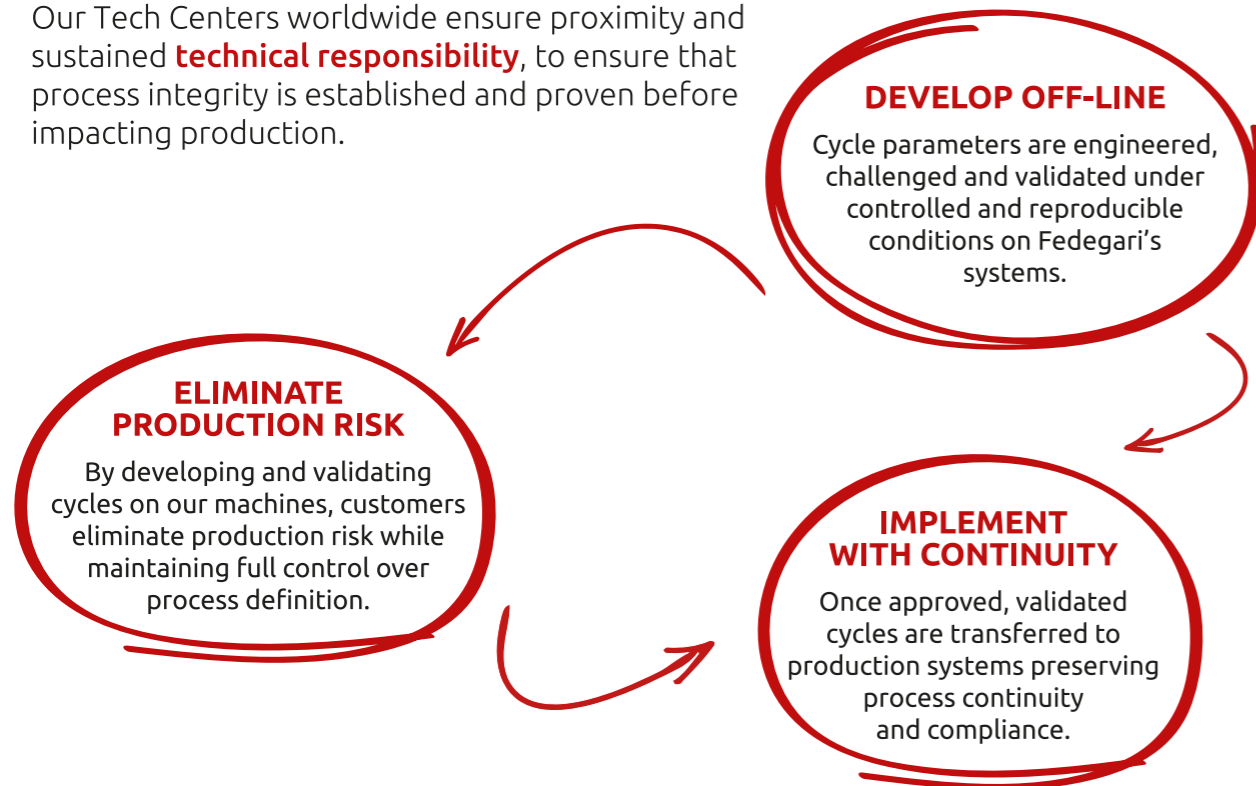 Our Tech Centers worldwide ensure proximity and
sustained technical responsibility, to ensure that
process integrity is established and proven before
impacting production.
DEVELOP OFF-LINE
Cycle parameters are engineered,
challenged and validated under
controlled and reproducible
conditions on Fedegari’s
systems.
ELIMINATE
PRODUCTION RISK
By developing and validating
cycles on our machines, customers
eliminate production risk while
maintaining full control over
process definition.
IMPLEMENT
WITH CONTINUITY
Once approved, validated
cycles are transferred to
production systems preserving
process continuity
and compliance.